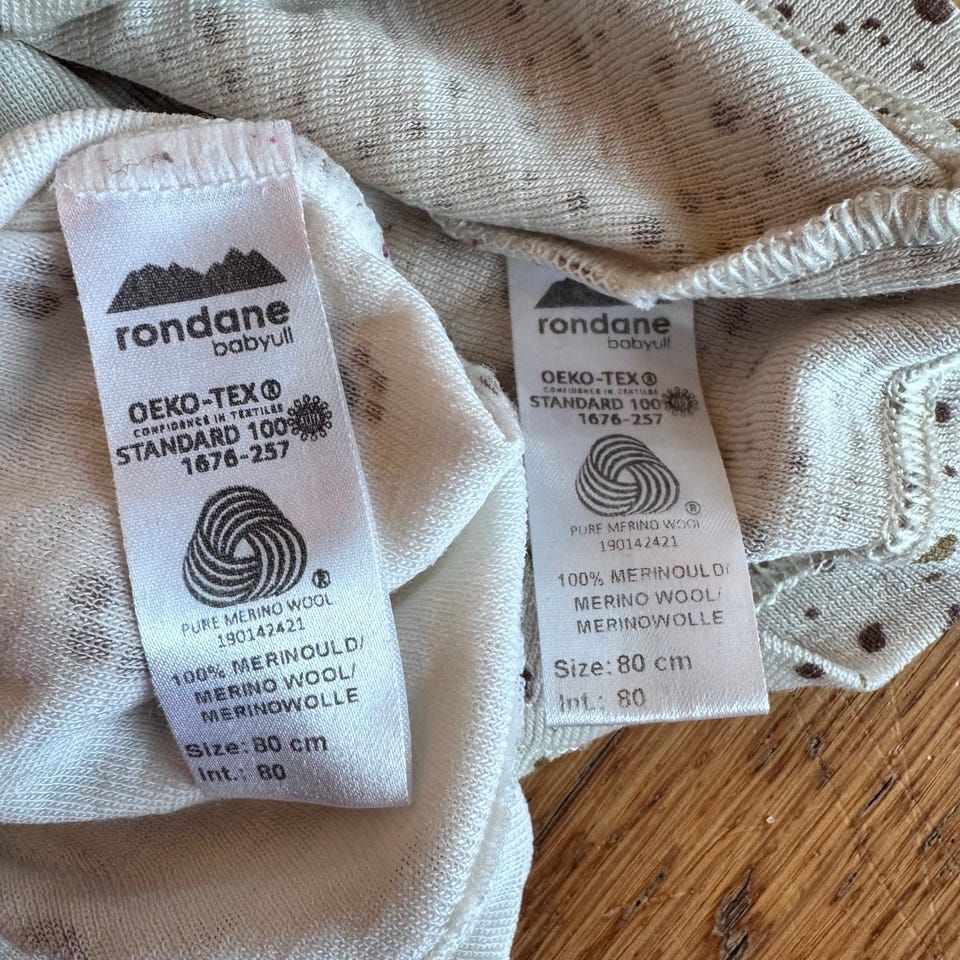 rondane
babyull
OEKO-TEX®
CONFIDENCE IN TEXTILES
STANDARD 100
1676-257
®
PURE MERINO WOOL
190142421
100% MERINOULD/
MERINO WOOL/
MERINOWOLLE
Size: 80 cm
Int.: 80
rondane
babyull
OEKO-TEX®
CONFIDENCE IN TEXTILES
STANDARD 100
1676-257
®
PURE MERINO WOOL
190142421
100% MERINOULD/
MERINO WOOL/
MERINOWOLLE
Size: 80 cm
Int.: 80